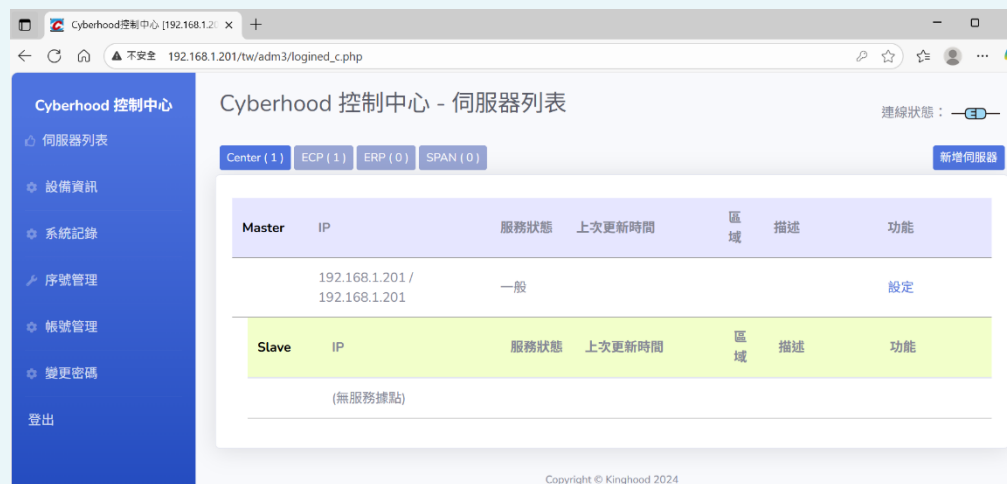 Cyberhood控制中心 [192.168.1.20
不安全 192.168.1.201/tw/adm3/logined_c.php
Cyberhood 控制中心
伺服器列表
設備資訊
系統記錄
序號管理
帳號管理
變更密碼
登出
Cyberhood 控制中心 - 伺服器列表
連線狀態：
Center ( 1 ) ECP ( 1 ) ERP ( 0 ) SPAN ( 0 )
新增伺服器
Master IP 服務狀態 上次更新時間 區域 描述 功能
192.168.1.201 /
192.168.1.201
一般
設定
Slave IP 服務狀態 上次更新時間 區域 描述 功能
(無服務據點)
Copyright © Kinghood 2024